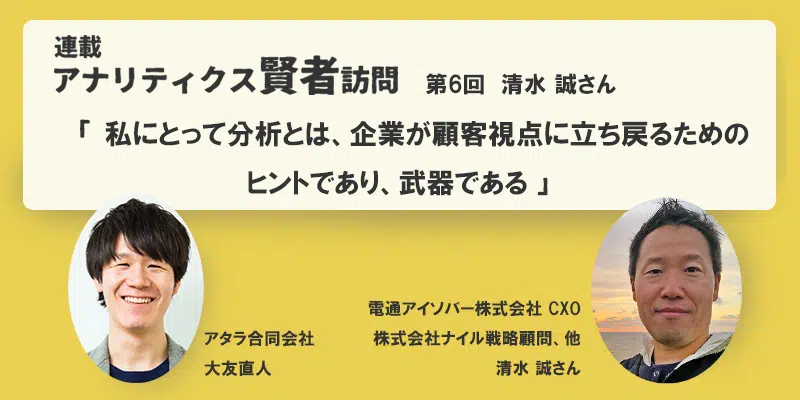 連載
アナリティクス賢者訪問 第6回 清水 誠さん
「 私にとって分析とは、企業が顧客視点に立ち戻るための
ヒントであり、武器である 」
アタラ合同会社
大友直人
電通アイソバー株式会社 CXO
株式会社ナイル戦略顧問、他
清水 誠さん